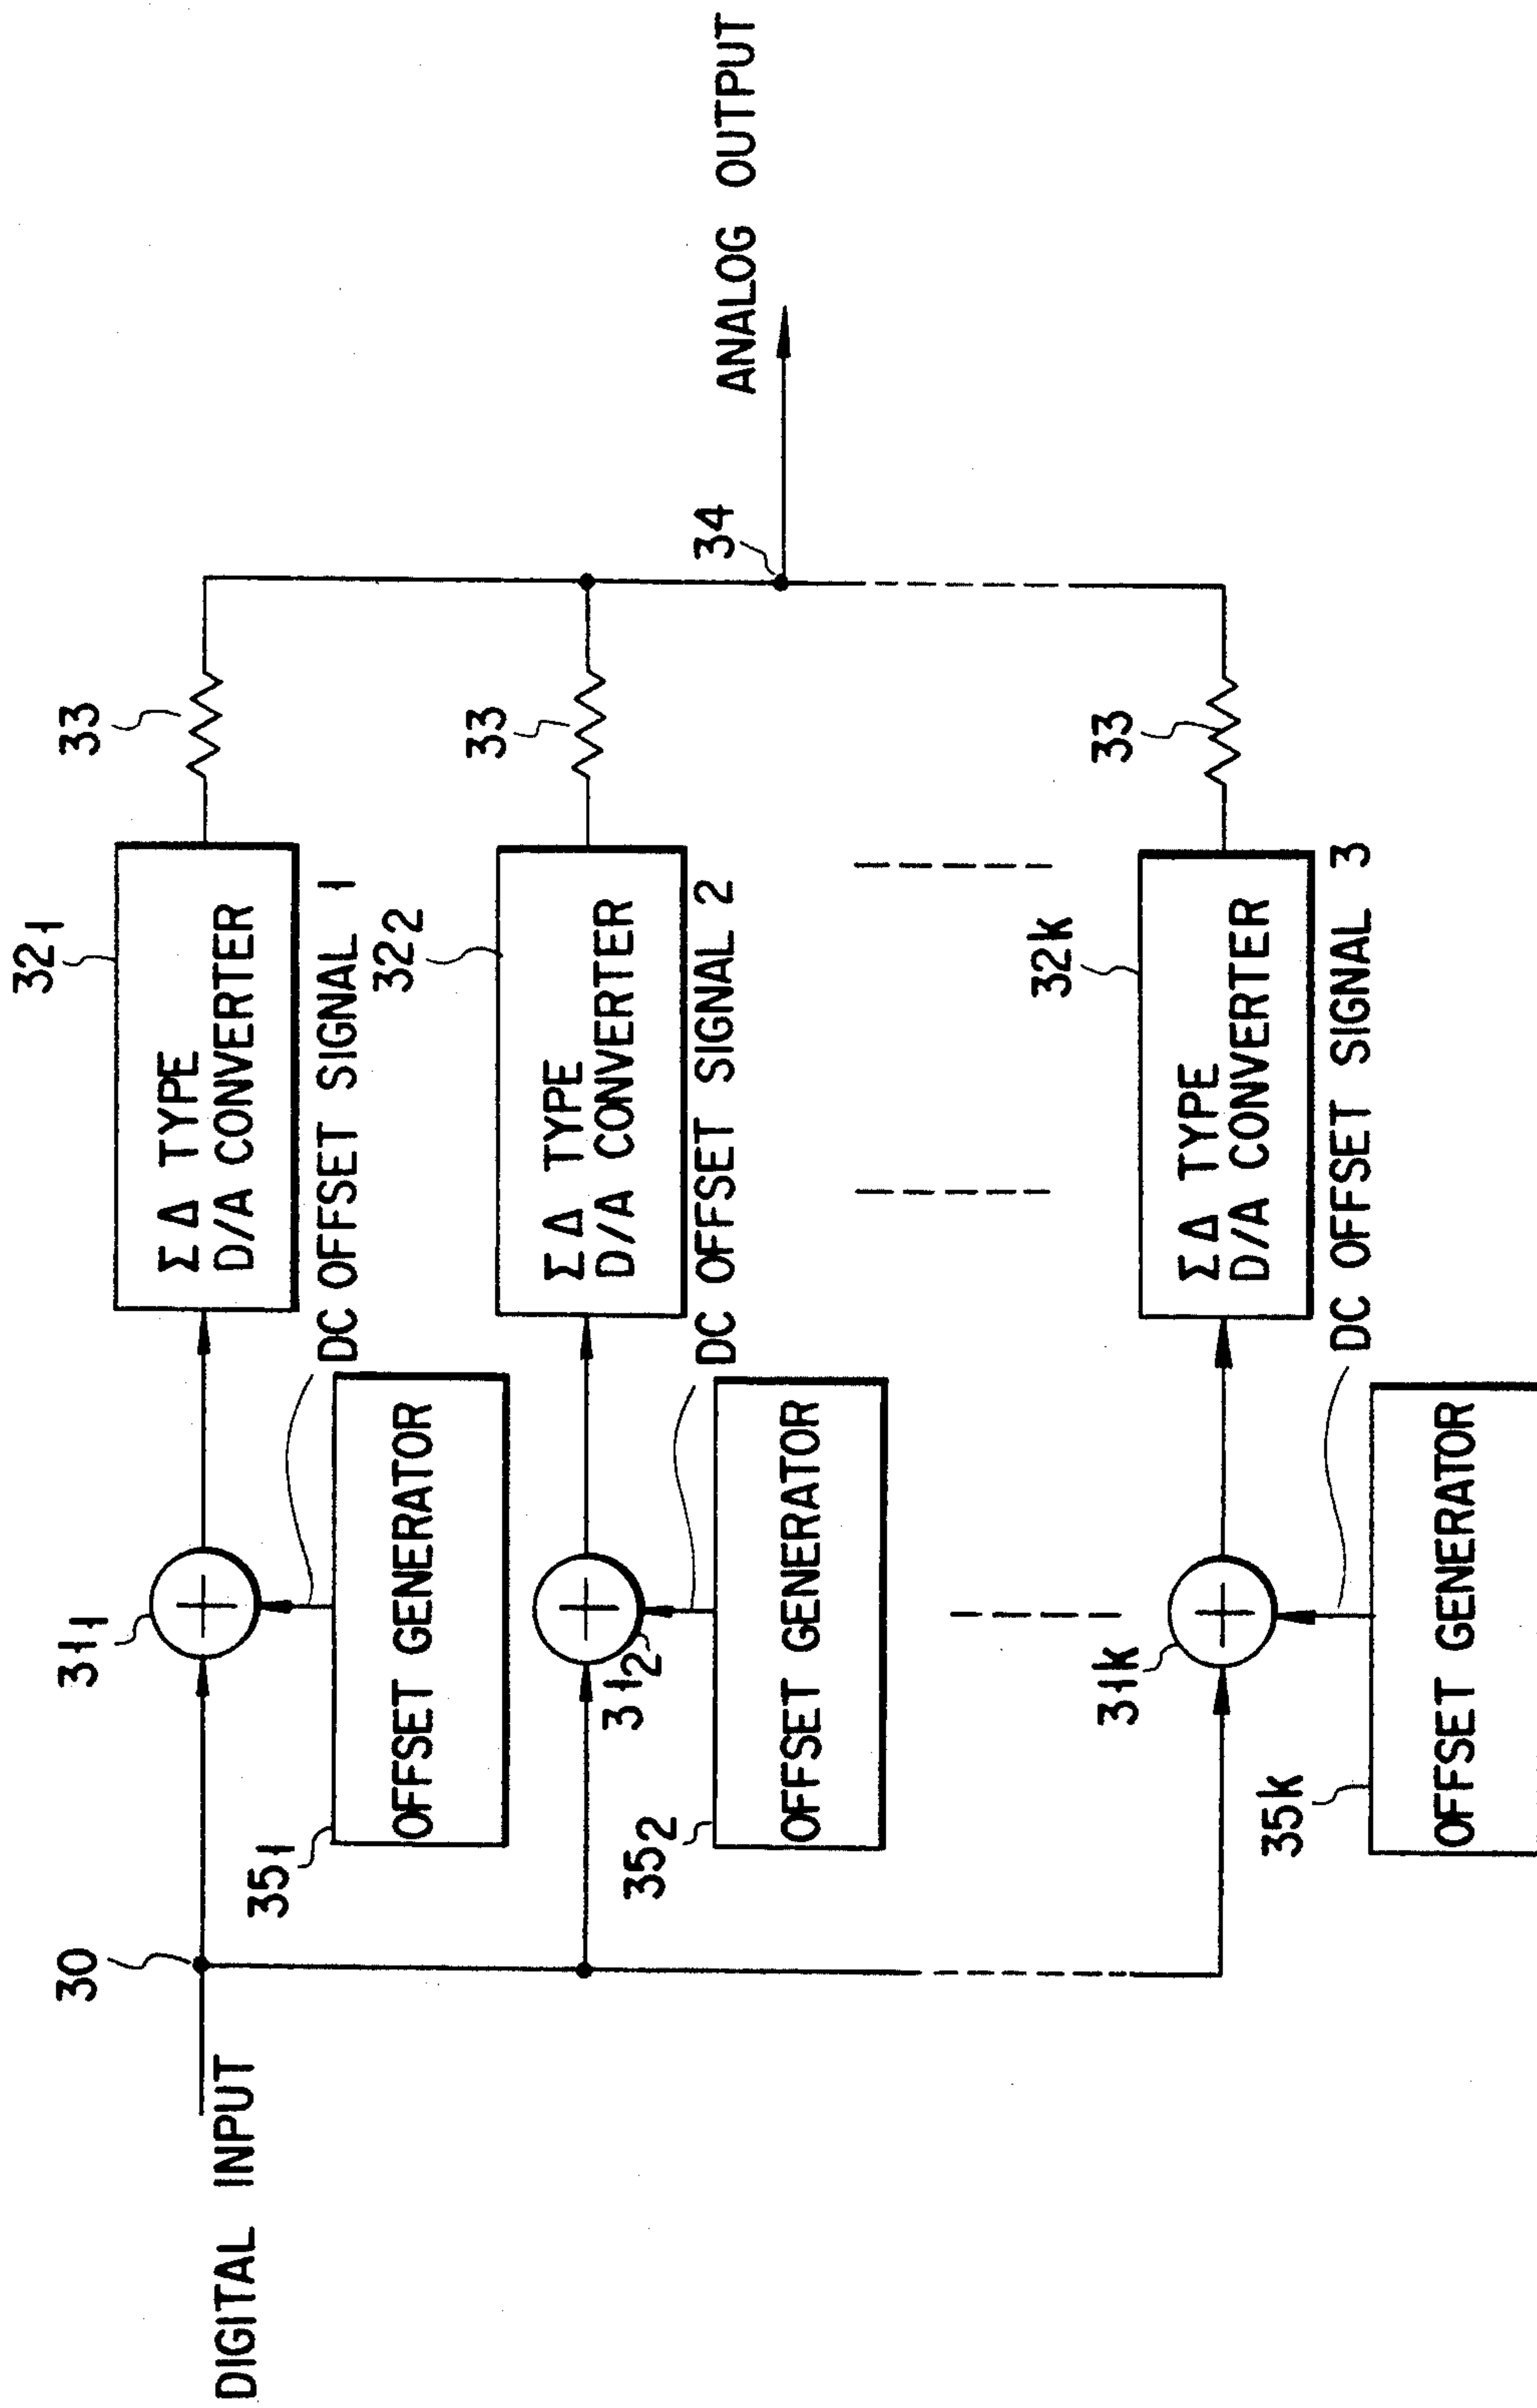 30
31₁
32₁
33
DIGITAL INPUT
ΣΔ TYPE
D/A CONVERTER
35₁
OFFSET GENERATOR
DC OFFSET SIGNAL 1
32₂
33
ΣΔ TYPE
D/A CONVERTER
31₂
35₂
OFFSET GENERATOR
DC OFFSET SIGNAL 2
34
ANALOG OUTPUT
32k
33
31k
ΣΔ TYPE
D/A CONVERTER
35k
DC OFFSET SIGNAL 3
OFFSET GENERATOR